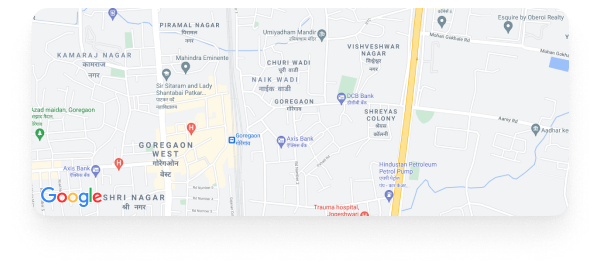 PIRAMAL NAGAR
पिरामल
नगर
Umiyadham Mandir
Esquire by Oberoi Realty
Mohan Gokhale Rd
Mohan Gokha
KAMARAJ NAGAR
कामराज
नगर
Mahindra Eminente
VISHVESHWAR
NAGAR
नगर
CHURI WADI
चुरी वाडी
NAIK WADI
नाईक वाडी
Sir Sitaram and Lady
Shantabai Patkar...
DCB Bank
डीसीबी बँक
GOREGAON
गोरेगाव
Azad maidan, Goregaon
SHREYAS
COLONY
श्रेयस
कॉलनी
Aarey Rd
Aadhar ke
Goregaon
गोरेगाव
Axis Bank
ऍक्सिस बँक
GOREGAON
WEST
गोरेगाओन
वेस्ट
Axis Bank
ऍक्सिस बँक
Hindustan Petroleum
Petrol Pump
Google
SHRI NAGAR
श्री नगर
Trauma hospital,
Jogeshwari